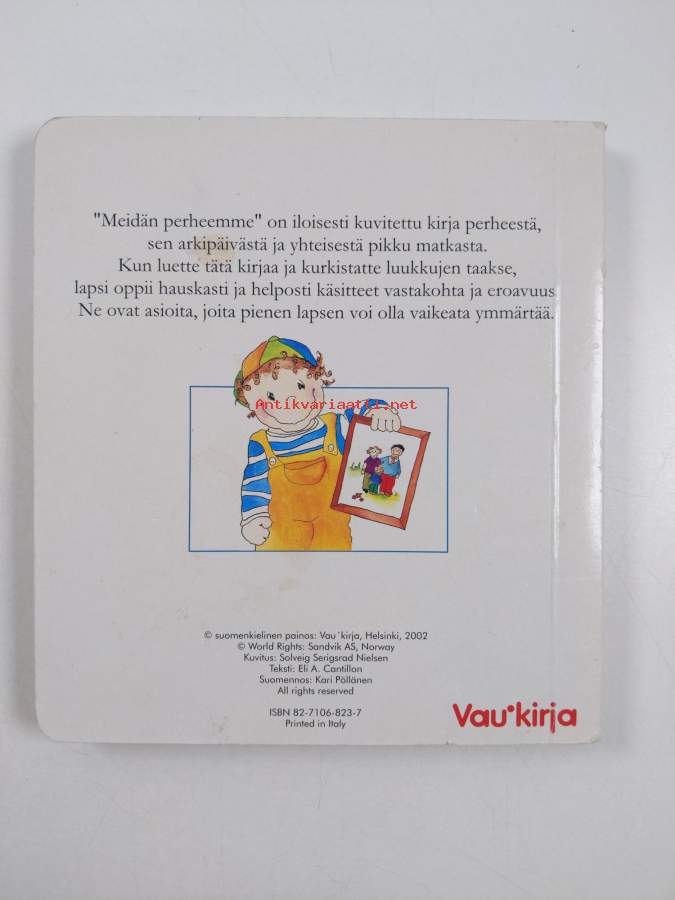 "Meidän perheemme" on iloisesti kuvitettu kirja perheestä,
sen arkipäivästä ja yhteisestä pikku matkasta.
Kun luette tätä kirjaa ja kurkistatte luukkujen taakse,
lapsi oppii hauskasti ja helposti käsitteet vastakohta ja eroavuus.
Ne ovat asioita, joita pienen lapsen voi olla vaikeata ymmärtää.
Antikvariaatti.net
© suomenkielinen painos: Vau´kirja, Helsinki, 2002
© World Rights: Sandvik AS, Norway
Kuvitus: Solveig Serigsrad Nielsen
Teksti: Eli A. Cantillon
Suomennos: Kari Pöllänen
All rights reserved
ISBN 82-7106-823-7
Printed in Italy
Vau•kirja